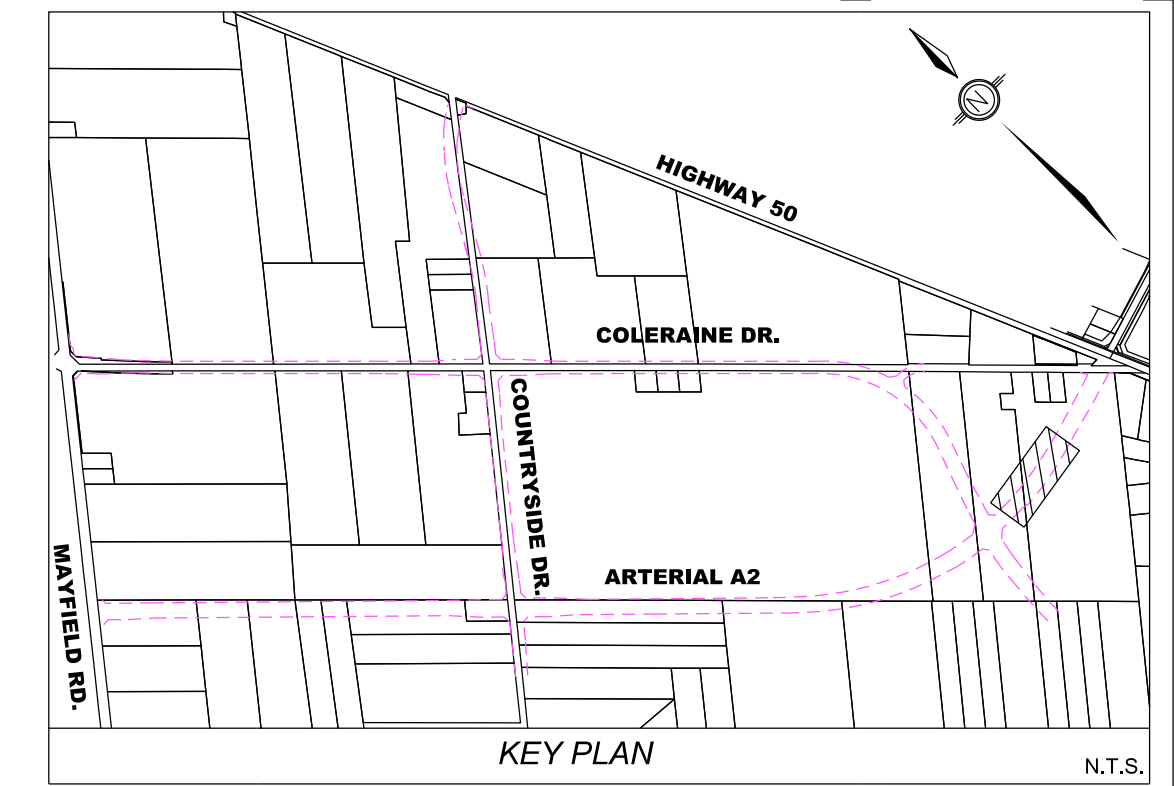 N
HIGHWAY 50
COLERAINE DR.
COUNTRYSIDE DR.
MAYFIELD RD.
ARTERIAL A2
KEY PLAN
N.T.S.